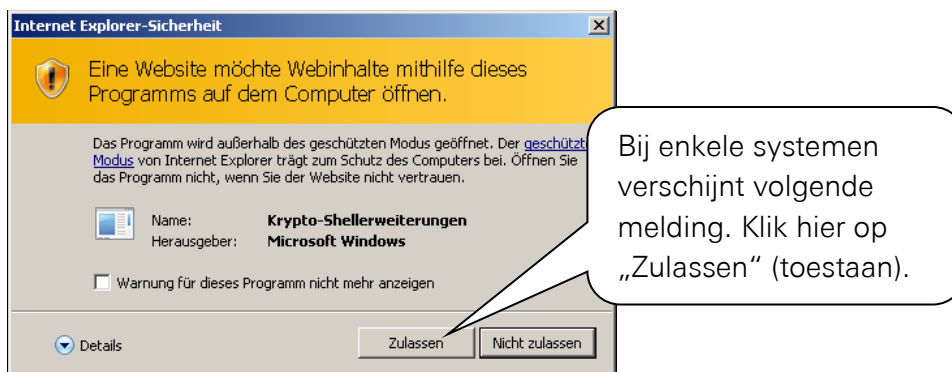 Internet Explorer-Sicherheit
Eine Website möchte Webinhalte mithilfe dieses
Programms auf dem Computer öffnen.
Das Programm wird außerhalb des geschützten Modus geöffnet. Der geschützt
Modus von Internet Explorer trägt zum Schutz des Computers bei. Öffnen Sie
das Programm nicht, wenn Sie der Website nicht vertrauen.
Name: Krypto-Shellerweiterungen
Herausgeber: Microsoft Windows
Warnung für dieses Programm nicht mehr anzeigen
Details
Zulassen
Nicht zulassen
Bij enkele systemen
verschijnt volgende
melding. Klik hier op
„Zulassen“ (toestaan).